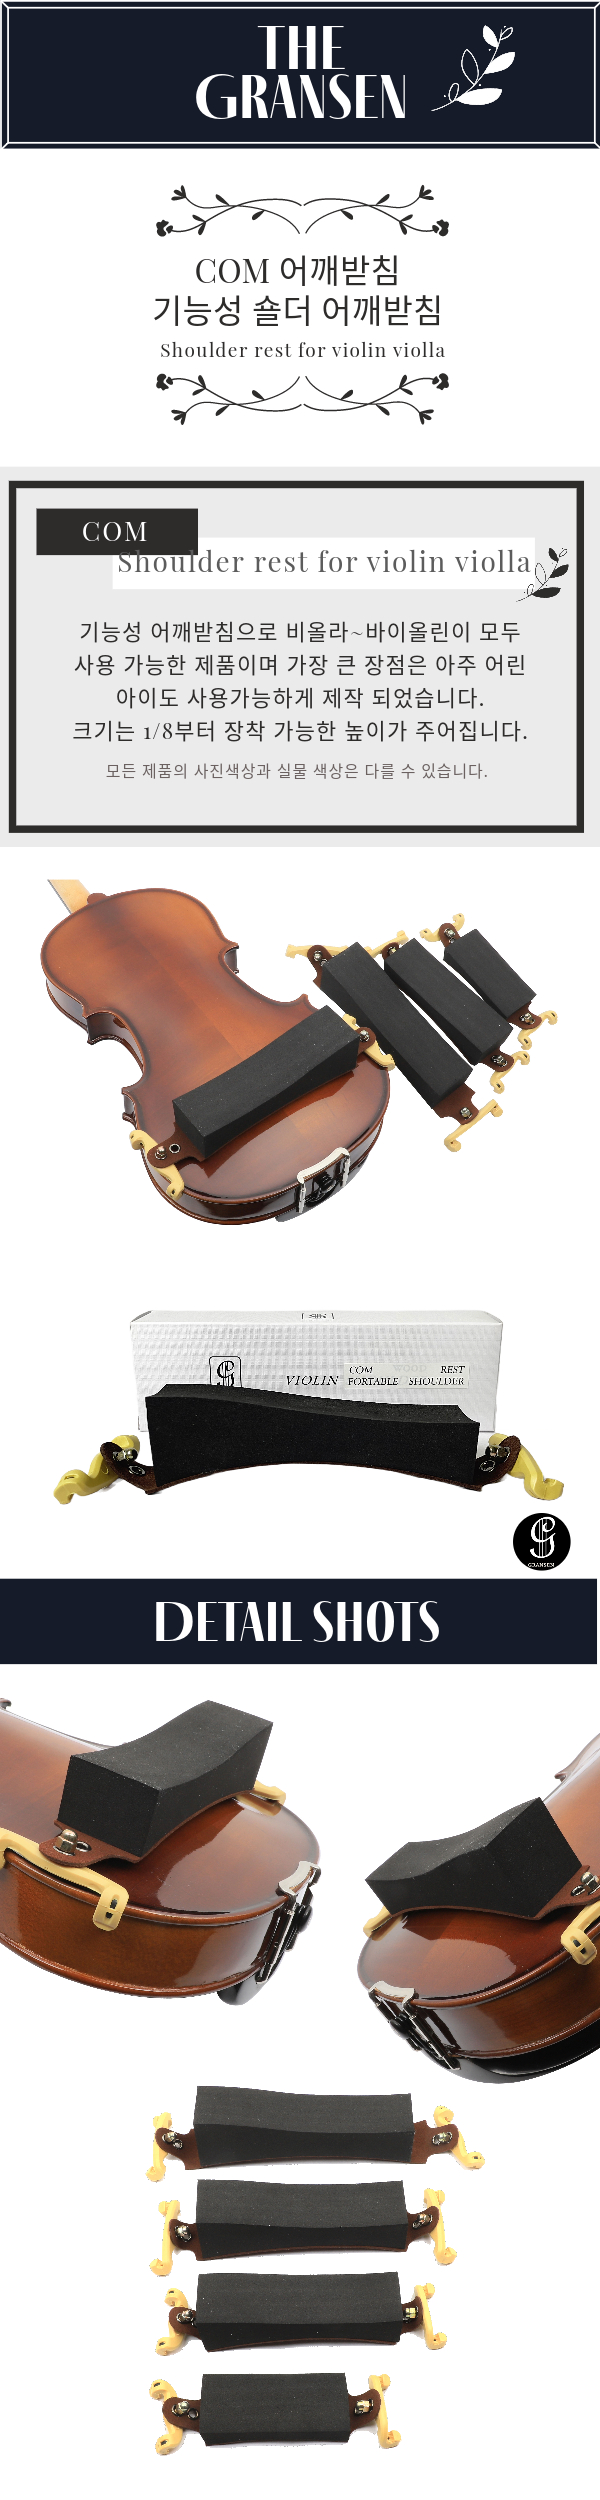 THE
GRANSEN
COM 어깨받침
기능성 숄더 어깨받침
Shoulder rest for violin violla
COM
Shoulder rest for violin violla
기능성 어깨받침으로 비올라~바이올린이 모두
사용 가능한 제품이며 가장 큰 장점은 아주 어린
아이도 사용가능하게 제작 되었습니다.
크기는 1/8부터 장착 가능한 높이가 주어집니다.
모든 제품의 사진색상과 실물 색상은 다를 수 있습니다.
COM REST
VIOLIN PORTABLE SHOULDER
GRANSEN
DETAIL SHOTS